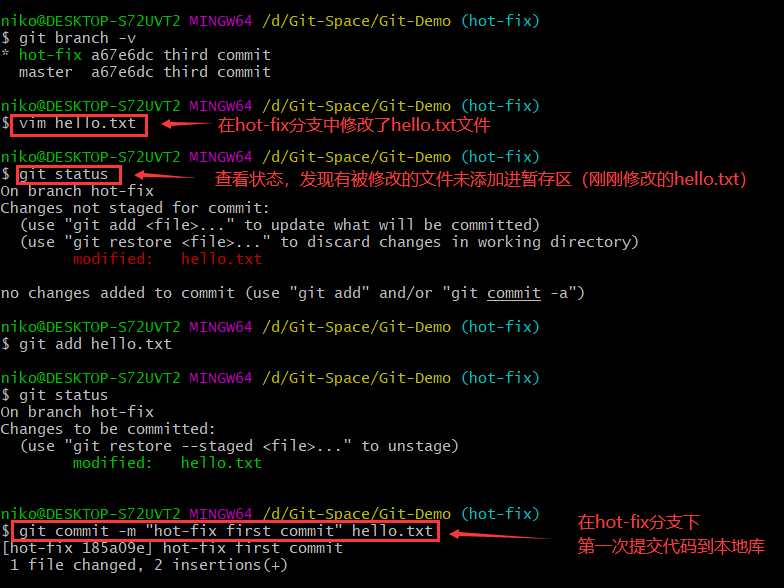 niko@DESKTOP-S72UVT2 MINGW64 /d/Git-Space/Git-Demo (hot-fix)
$ git branch -v
* hot-fix a67e6dc third commit
  master  a67e6dc third commit
niko@DESKTOP-S72UVT2 MINGW64 /d/Git-Space/Git-Demo (hot-fix)
$ vim hello.txt 在hot-fix分支中修改了hello.txt文件
niko@DESKTOP-S72UVT2 MINGW64 /d/Git-Space/Git-Demo (hot-fix)
$ git status 查看状态，发现有被修改的文件未添加进暂存区（刚刚修改的hello.txt）
On branch hot-fix
Changes not staged for commit:
  (use "git add <file>..." to update what will be committed)
  (use "git restore <file>..." to discard changes in working directory)
        modified:   hello.txt
no changes added to commit (use "git add" and/or "git commit -a")
niko@DESKTOP-S72UVT2 MINGW64 /d/Git-Space/Git-Demo (hot-fix)
$ git add hello.txt
niko@DESKTOP-S72UVT2 MINGW64 /d/Git-Space/Git-Demo (hot-fix)
$ git status
On branch hot-fix
Changes to be committed:
  (use "git restore --staged <file>..." to unstage)
        modified:   hello.txt
niko@DESKTOP-S72UVT2 MINGW64 /d/Git-Space/Git-Demo (hot-fix)
$ git commit -m "hot-fix first commit" hello.txt
[hot-fix 185a09e] hot-fix first commit
 1 file changed, 2 insertions(+)
在hot-fix分支下
第一次提交代码到本地库